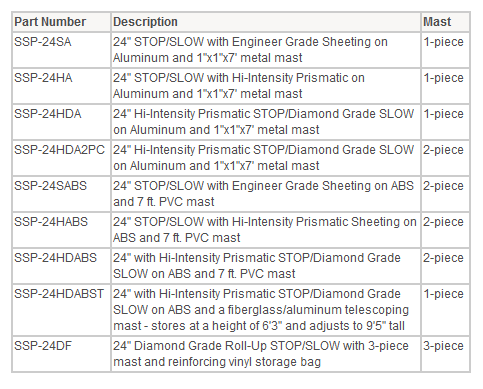 Part Number Description Mast
SSP-24SA 24" STOP/SLOW with Engineer Grade Sheeting on 1-piece
Aluminum and 1"x1"x7' metal mast
SSP-24HA 24" STOP/SLOW with Hi-Intensity Prismatic on 1-piece
Aluminum and 1"x1"x7' metal mast
SSP-24HDA 24" Hi-Intensity Prismatic STOP/Diamond Grade SLOW 1-piece
on Aluminum and 1"x1"x7' metal mast
SSP-24HDA2PC 24" Hi-Intensity Prismatic STOP/Diamond Grade SLOW 2-piece
on Aluminum and 1"x1"x7' metal mast
SSP-24SABS 24" STOP/SLOW with Engineer Grade Sheeting on ABS 2-piece
and 7 ft. PVC mast
SSP-24HABS 24" STOP/SLOW with Hi-Intensity Prismatic Sheeting on 2-piece
ABS and 7 ft. PVC mast
SSP-24HDABS 24" with Hi-Intensity Prismatic STOP/Diamond Grade 2-piece
SLOW on ABS and 7 ft. PVC mast
SSP-24HDABST 24" with Hi-Intensity Prismatic STOP/Diamond Grade 1-piece
SLOW on ABS and a fiberglass/aluminum telescoping
mast - stores at a height of 6'3" and adjusts to 9'5" tall
SSP-24DF 24" Diamond Grade Roll-Up STOP/SLOW with 3-piece 3-piece
mast and reinforcing vinyl storage bag